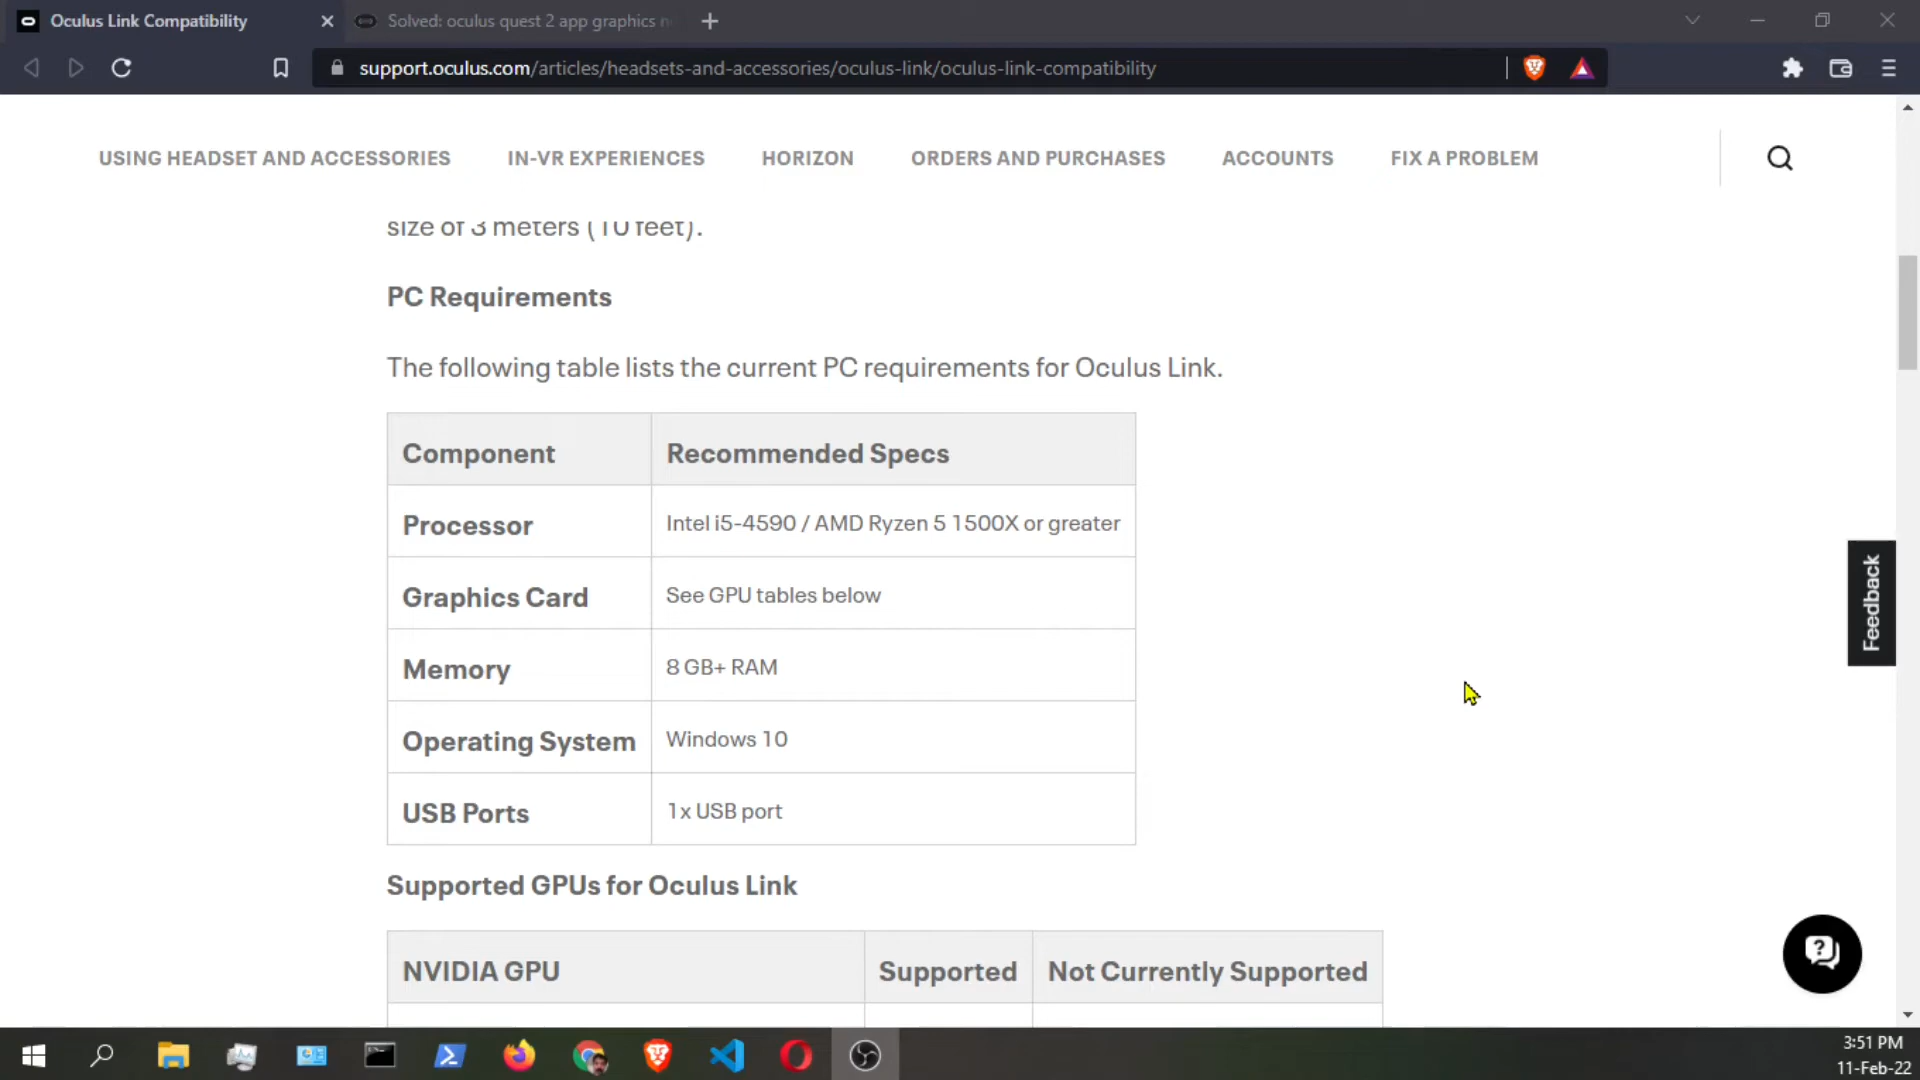 Oculus Link Compatibility
Solved: oculus quest 2 app graphics n
support.oculus.com/articles/headsets-and-accessories/oculus-link/oculus-link-compatibility
USING HEADSET AND ACCESSORIES IN-VR EXPERIENCES HORIZON ORDERS AND PURCHASES ACCOUNTS FIX A PROBLEM
size of 3 meters (10 feet).
PC Requirements
The following table lists the current PC requirements for Oculus Link.
Component Recommended Specs
Processor Intel i5-4590 / AMD Ryzen 5 1500X or greater
Graphics Card See GPU tables below
Memory 8 GB+ RAM
Operating System Windows 10
USB Ports 1x USB port
Feedback
Supported GPUs for Oculus Link
NVIDIA GPU Supported Not Currently Supported
3:51 PM
11-Feb-22